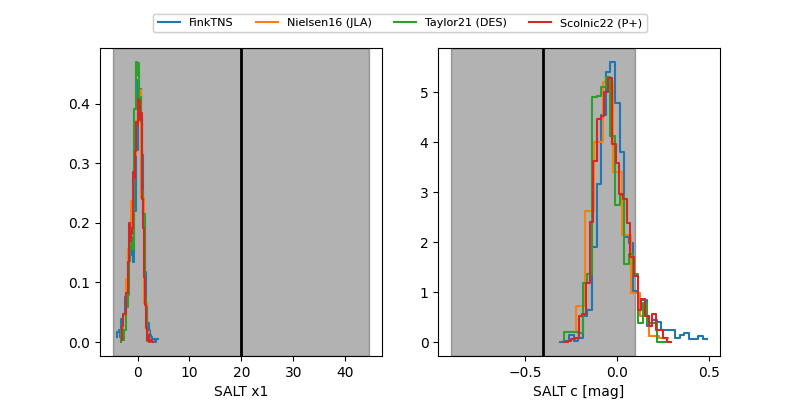 FinkTNS Nielsen16 (JLA) Taylor21 (DES) Scolnic22 (P+)
0.4
0.3
0.2
0.1
0.0
0 10 20 30 40
SALT x1
5
4
3
2
1
0
−0.5 0.0 0.5
SALT c [mag]